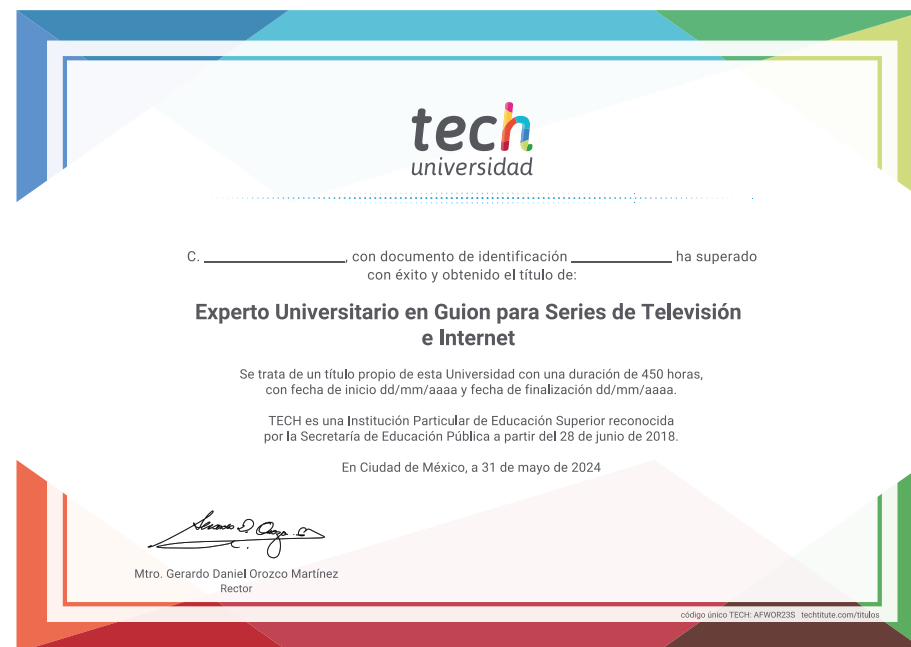 tech
universidad
C. ____________________, con documento de identificación ______________ ha superado
con éxito y obtenido el título de:
Experto Universitario en Guion para Series de Televisión
e Internet
Se trata de un título propio de esta Universidad con una duración de 450 horas,
con fecha de inicio dd/mm/aaaa y fecha de finalización dd/mm/aaaa.
TECH es una Institución Particular de Educación Superior reconocida
por la Secretaría de Educación Pública a partir del 28 de junio de 2018.
En Ciudad de México, a 31 de mayo de 2024
Mtro. Gerardo Daniel Orozco Martínez
Rector
código único TECH: AFWOR23S techtitute.com/titulos